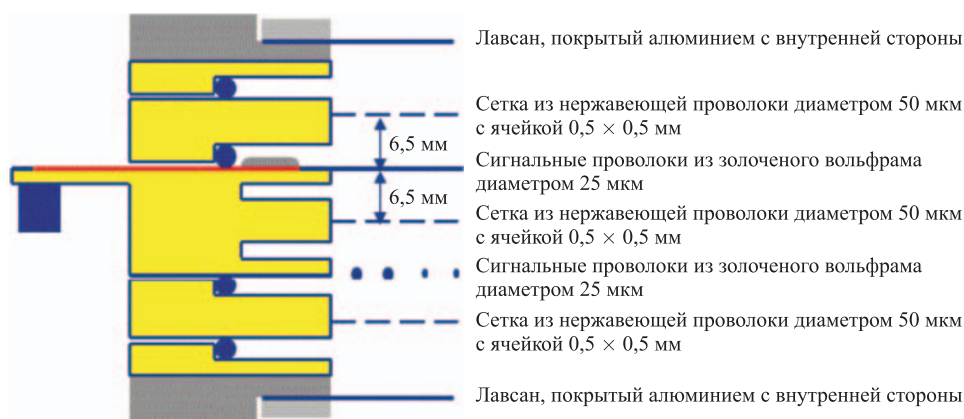 Лавсан, покрытый алюминием с внутренней стороны
Сетка из нержавеющей проволоки диаметром 50 мкм
с ячейкой 0,5 × 0,5 мм
6,5 мм
Сигнальные проволоки из золоченого вольфрама
диаметром 25 мкм
6,5 мм
Сетка из нержавеющей проволоки диаметром 50 мкм
с ячейкой 0,5 × 0,5 мм
Сигнальные проволоки из золоченого вольфрама
диаметром 25 мкм
Сетка из нержавеющей проволоки диаметром 50 мкм
с ячейкой 0,5 × 0,5 мм
Лавсан, покрытый алюминием с внутренней стороны